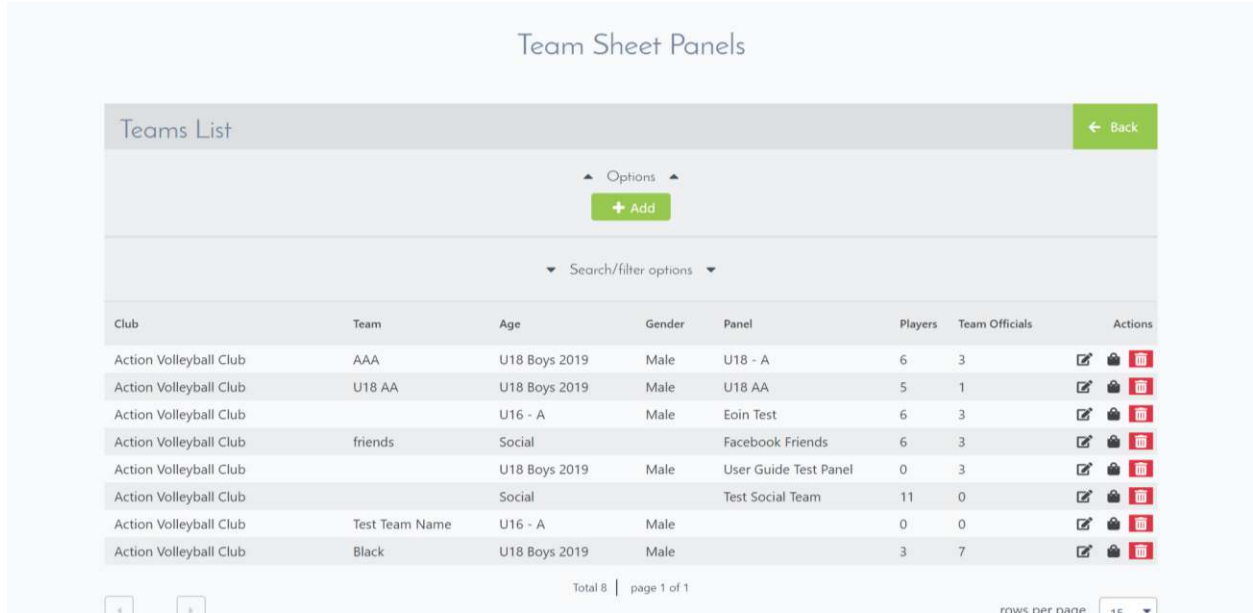 Team Sheet Panels
Teams List
Back
Options
Add
Search/filter options
Club Team Age Gender Panel Players Team Officials Actions
Action Volleyball Club AAA U18 Boys 2019 Male U18 - A 6 3
Action Volleyball Club U18 AA U18 Boys 2019 Male U18 AA 5 1
Action Volleyball Club U16 - A Male Eoin Test 6 3
Action Volleyball Club friends Social Facebook Friends 6 3
Action Volleyball Club U18 Boys 2019 Male User Guide Test Panel 0 3
Action Volleyball Club Social Test Social Team 11 0
Action Volleyball Club Test Team Name U16 - A Male 0 0
Action Volleyball Club Black U18 Boys 2019 Male 3 7
Total 8 | page 1 of 1
rows per page 15